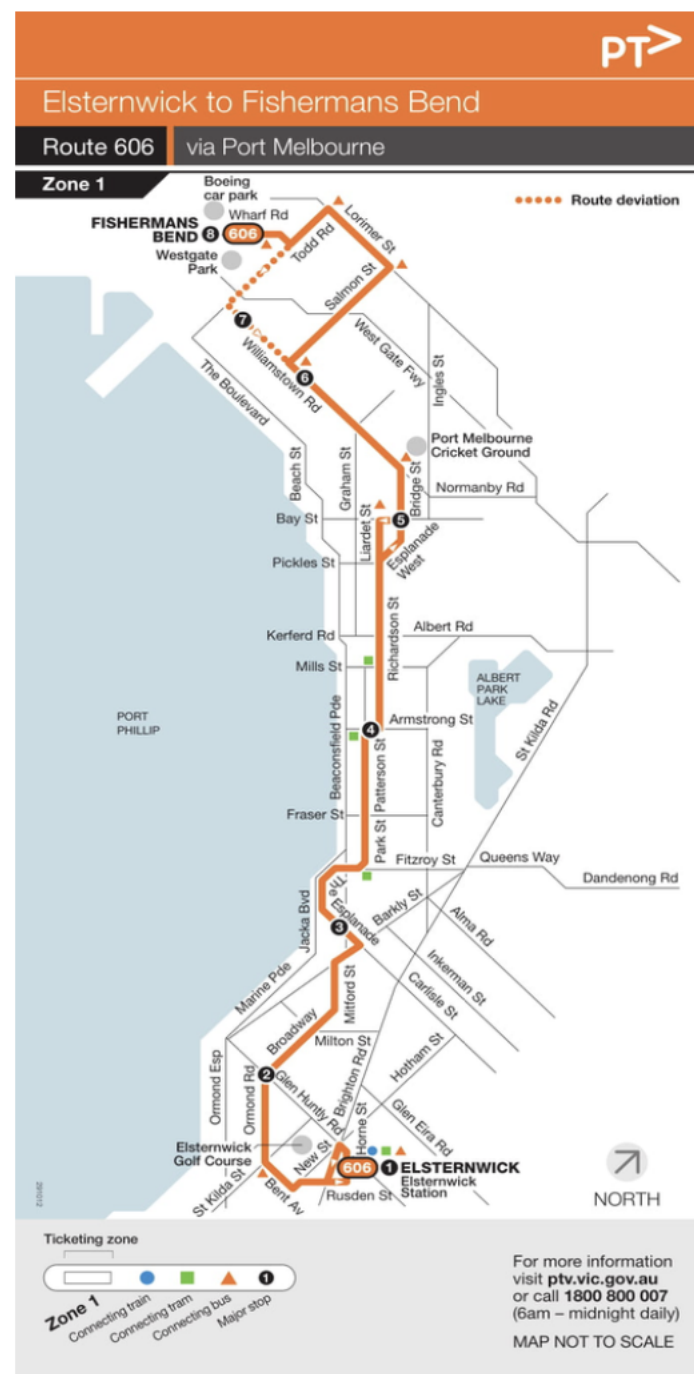 PT>
Elsternwick to Fishermans Bend
Route 606
via Port Melbourne
Zone 1
Route deviation
Boeing
car park
Wharf Rd
FISHERMANS
BEND
8
606
Westgate
Park
Todd Rd
Lorimer St
Salmon St
7
Williamstown Rd
6
West Gate Fwy
Ingles St
The Boulevard
Port Melbourne
Cricket Ground
Beach St
Graham St
Liardet St
Bridge St
Normanby Rd
Bay St
5
Esplanade
West
Pickles St
Richardson St
Kerferd Rd
Albert Rd
Mills St
ALBERT
PARK
LAKE
St Kilda Rd
PORT
PHILLIP
Beaconsfield Pde
4
Armstrong St
Patterson St
Canterbury Rd
Fraser St
Park St
Fitzroy St
Queens Way
Dandenong Rd
The Esplanade
Jacka Bvd
3
Barkly St
Alma Rd
Inkerman St
Carlisle St
Marine Pde
Mitford St
Broadway
Milton St
Brighton Rd
Hotham St
Ormond Esp
Ormond Rd
2
Glen Huntly Rd
Horne St
Glen Eira Rd
Elsternwick
Golf Course
New St
606
1
ELSTERNWICK
Elsternwick
Station
St Kilda St
Bent Av
Rusden St
NORTH
291012
Ticketing zone
1
Zone 1
Connecting train
Connecting tram
Connecting bus
Major stop
For more information
visit ptv.vic.gov.au
or call 1800 800 007
(6am – midnight daily)
MAP NOT TO SCALE